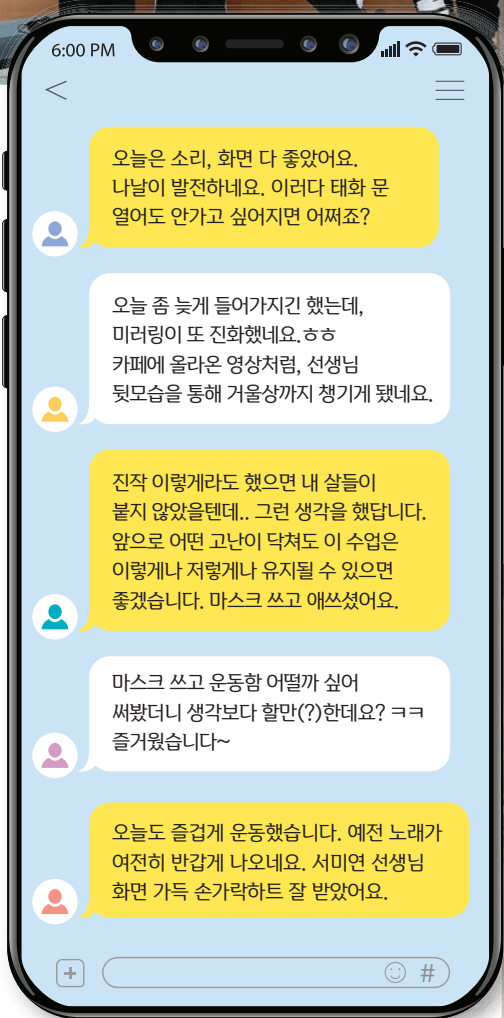 6:00 PM
오늘은 소리, 화면 다 좋았어요.
나날이 발전하네요. 이러다 태화 문
열어도 안가고 싶어지면 어쩌죠?
오늘 좀 늦게 들어가지긴 했는데,
미러링이 또 진화했네요.ㅎㅎ
카페에 올라온 영상처럼, 선생님
뒷모습을 통해 거울상까지 챙기게 됐네요.
진작 이렇게라도 했으면 내 살들이
붙지 않았을텐데.. 그런 생각을 했답니다.
앞으로 어떤 고난이 닥쳐도 이 수업은
이렇게나 저렇게나 유지될 수 있으면
좋겠습니다. 마스크 쓰고 애쓰셨어요.
마스크 쓰고 운동함 어떨까 싶어
써봤더니 생각보다 할만(?)한데요? ㅋㅋ
즐거웠습니다~
오늘도 즐겁게 운동했습니다. 예전 노래가
여전히 반갑게 나오네요. 서미연 선생님
화면 가득 손가락하트 잘 받았어요.
#